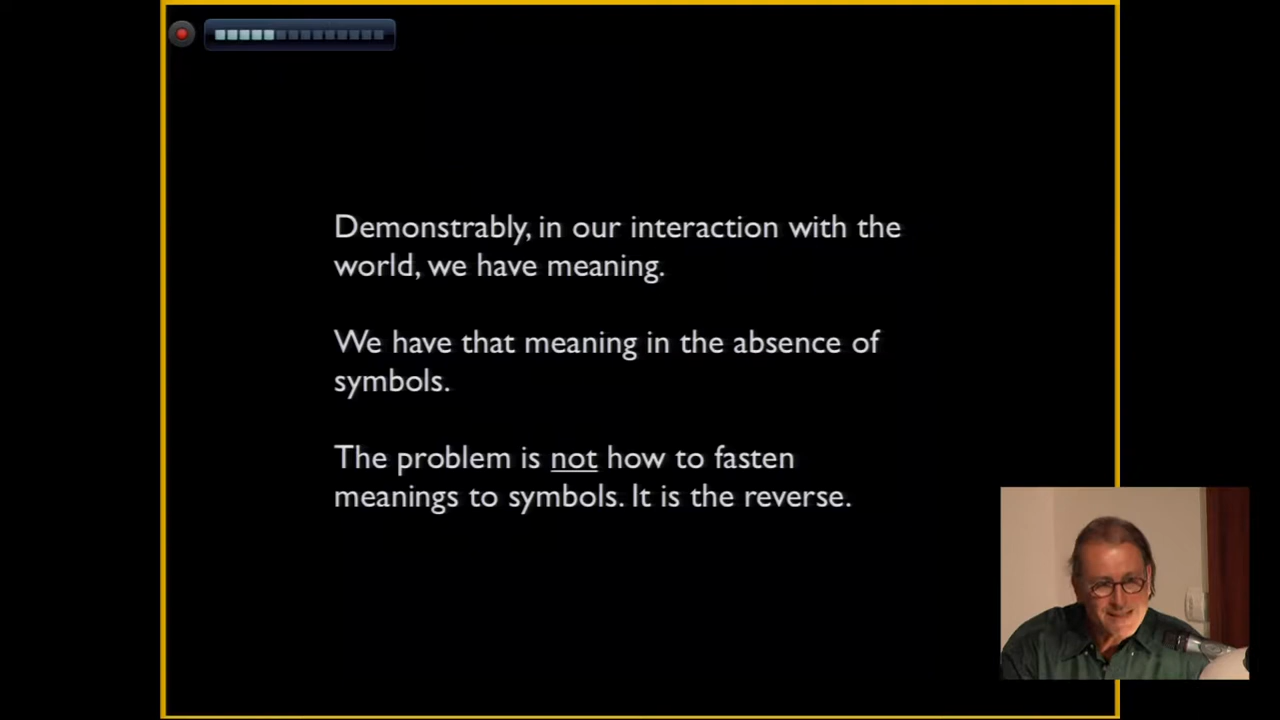 Demonstrably, in our interaction with the
world, we have meaning.
We have that meaning in the absence of
symbols.
The problem is not how to fasten
meanings to symbols. It is the reverse.